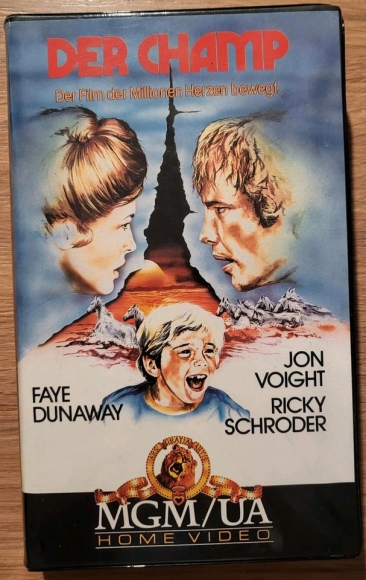 DER CHAMP
Der Film der Millionen Herzen bewegt.
FAYE
DUNAWAY
JON
VOIGHT
RICKY
SCHRODER
MGM/UA
HOME VIDEO